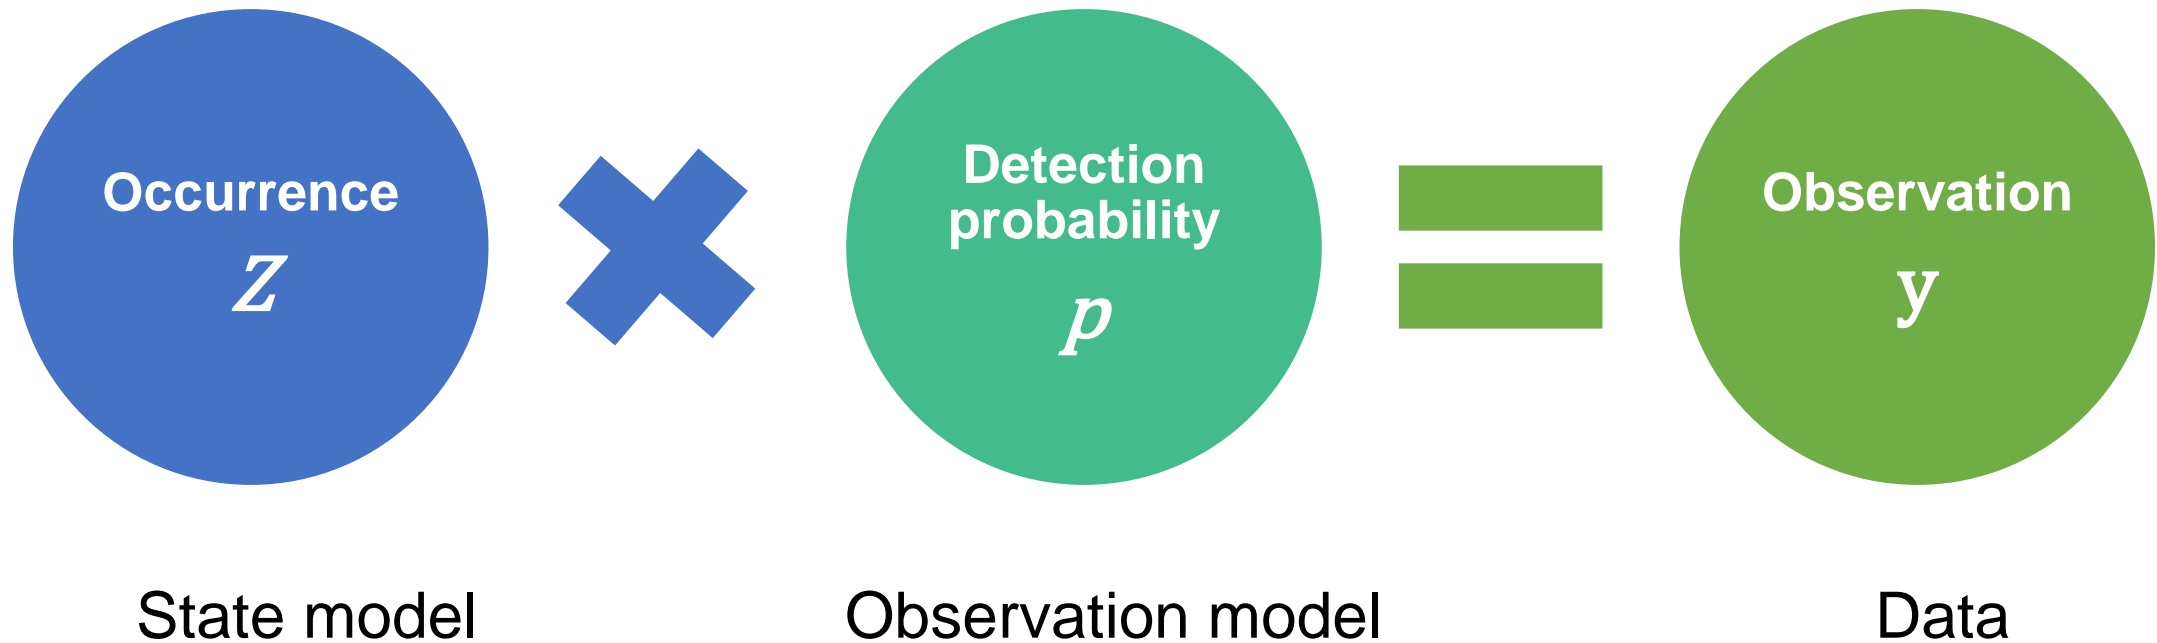 Occurrence
z
Detection
probability
p
Observation
y
State model
Observation model
Data